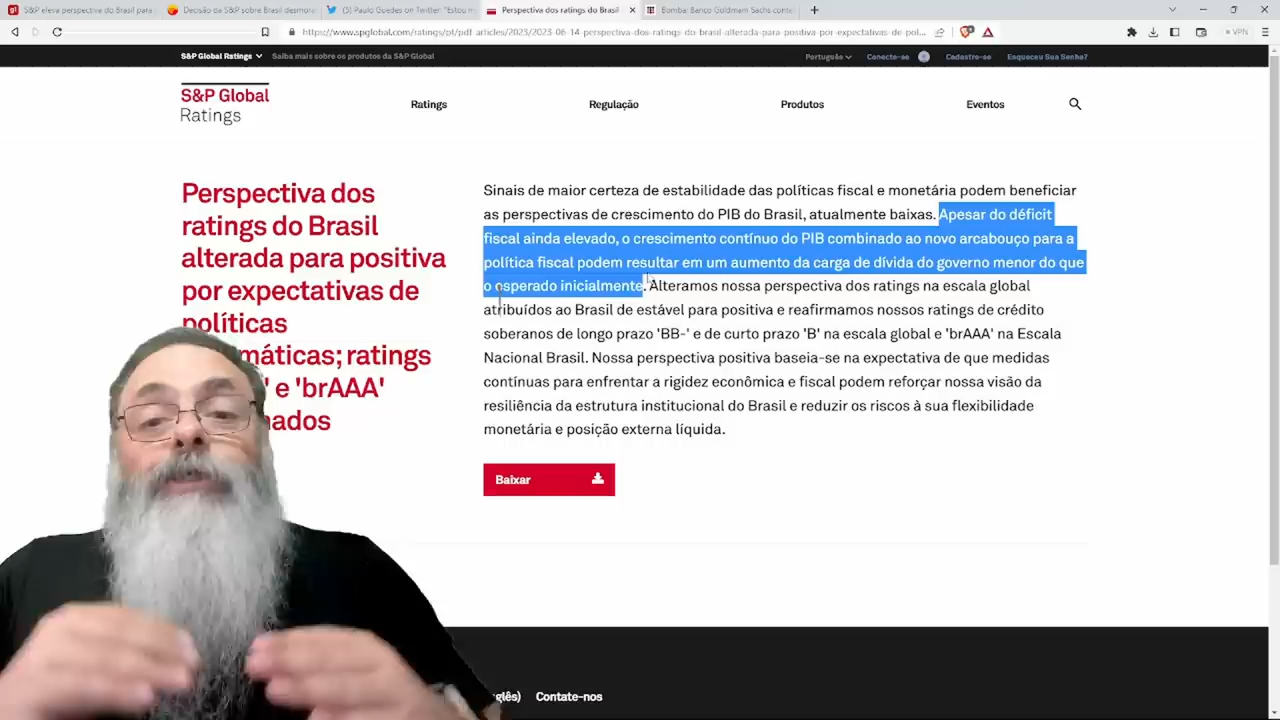 S&P eleva perspectiva do Brasil para
Decisão da S&P sobre Brasil desmora
(5) Paulo Guedes on Twitter: "Estou m
Perspectiva dos ratings do Brasil
Bomba! Banco Goldmam Sachs conte
https://www.spglobal.com/ratings/pt/pdf-articles/2023/2023-06-14-perspectiva-dos-ratings-do-brasil-alterada-para-positiva-por-expectativas-de-pol...
VPN
S&P Global Ratings
Saiba mais sobre os produtos da S&P Global
Português
Conecte-se
Cadastre-se
Esqueceu Sua Senha?
S&P Global
Ratings
Ratings
Regulação
Produtos
Eventos
Perspectiva dos
ratings do Brasil
alterada para positiva
por expectativas de
políticas
máticas; ratings
' e 'brAAA'
ados
Sinais de maior certeza de estabilidade das políticas fiscal e monetária podem beneficiar
as perspectivas de crescimento do PIB do Brasil, atualmente baixas. Apesar do déficit
fiscal ainda elevado, o crescimento contínuo do PIB combinado ao novo arcabouço para a
política fiscal podem resultar em um aumento da carga de dívida do governo menor do que
o esperado inicialmente. Alteramos nossa perspectiva dos ratings na escala global
atribuídos ao Brasil de estável para positiva e reafirmamos nossos ratings de crédito
soberanos de longo prazo 'BB-' e de curto prazo 'B' na escala global e 'brAAA' na Escala
Nacional Brasil. Nossa perspectiva positiva baseia-se na expectativa de que medidas
contínuas para enfrentar a rigidez econômica e fiscal podem reforçar nossa visão da
resiliência da estrutura institucional do Brasil e reduzir os riscos à sua flexibilidade
monetária e posição externa líquida.
Baixar
glês)
Contate-nos